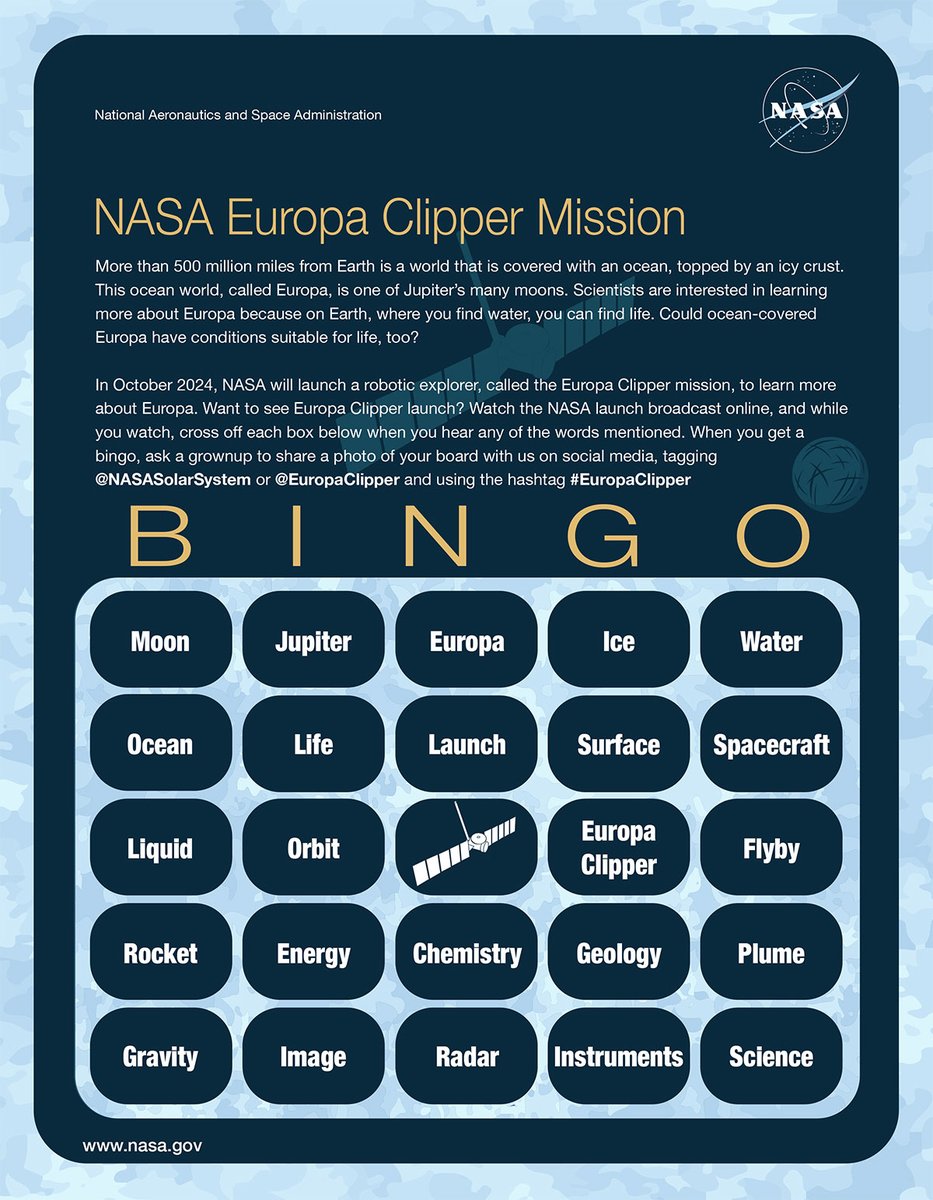 National Aeronautics and Space Administration
NASA
NASA Europa Clipper Mission
More than 500 million miles from Earth is a world that is covered with an ocean, topped by an icy crust.
This ocean world, called Europa, is one of Jupiter's many moons. Scientists are interested in learning
more about Europa because on Earth, where you find water, you can find life. Could ocean-covered
Europa have conditions suitable for life, too?
In October 2024, NASA will launch a robotic explorer, called the Europa Clipper mission, to learn more
about Europa. Want to see Europa Clipper launch? Watch the NASA launch broadcast online, and while
you watch, cross off each box below when you hear any of the words mentioned. When you get a
bingo, ask a grownup to share a photo of your board with us on social media, tagging
@NASASolarSystem or @EuropaClipper and using the hashtag #EuropaClipper
B I N G O
Moon Jupiter Europa Ice Water
Ocean Life Launch Surface Spacecraft
Liquid Orbit Europa Clipper Flyby
Rocket Energy Chemistry Geology Plume
Gravity Image Radar Instruments Science
www.nasa.gov